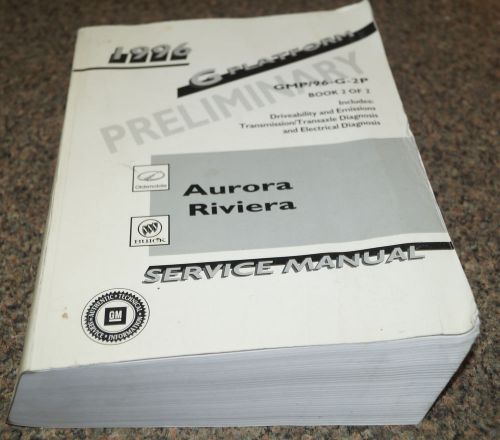 1996
G-PLATFORM
PRELIMINARY
GMP/96-G-2P
BOOK 2 OF 2
Includes:
Driveability and Emissions
Transmission/Transaxle Diagnosis
and Electrical Diagnosis
Oldsmobile
Aurora
Riviera
BUICK
SERVICE MANUAL
GM